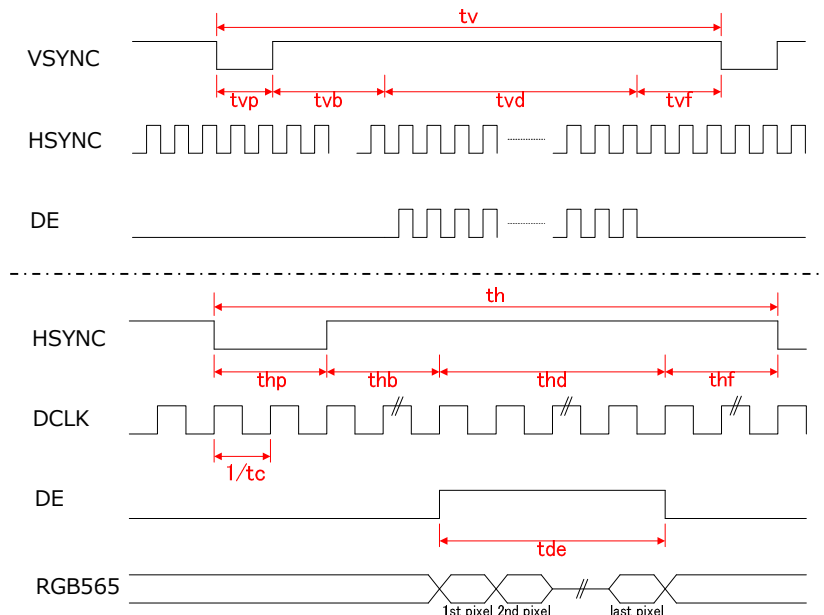 tv
VSYNC
tvp tvb tvd tvf
HSYNC
DE
th
HSYNC
thp thb thd thf
DCLK
1/tc
DE
tde
RGB565
1st pixel 2nd pixel last pixel